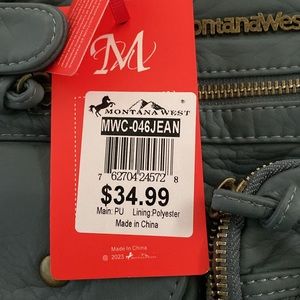 M
MontanaWest
MONTANA WEST
MWC-046JEAN
7 62704 24572 8
$34.99
Main: PU Lining:Polyester
Made in China
Made In China
© 2023